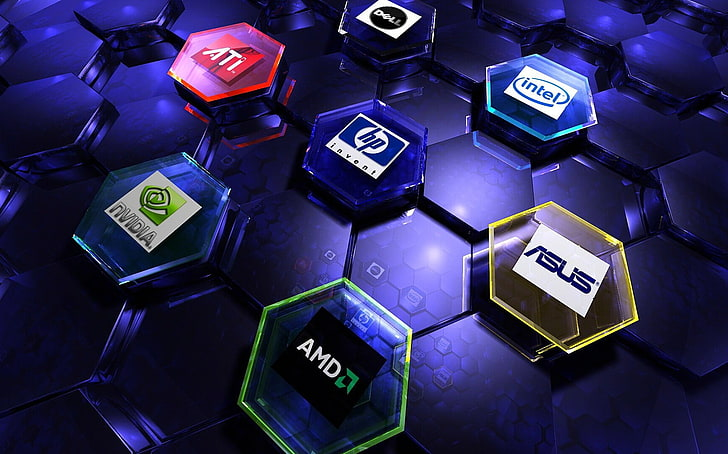 DELL
ATI
intel
hp
invent
NVIDIA.
ASUS
AMD